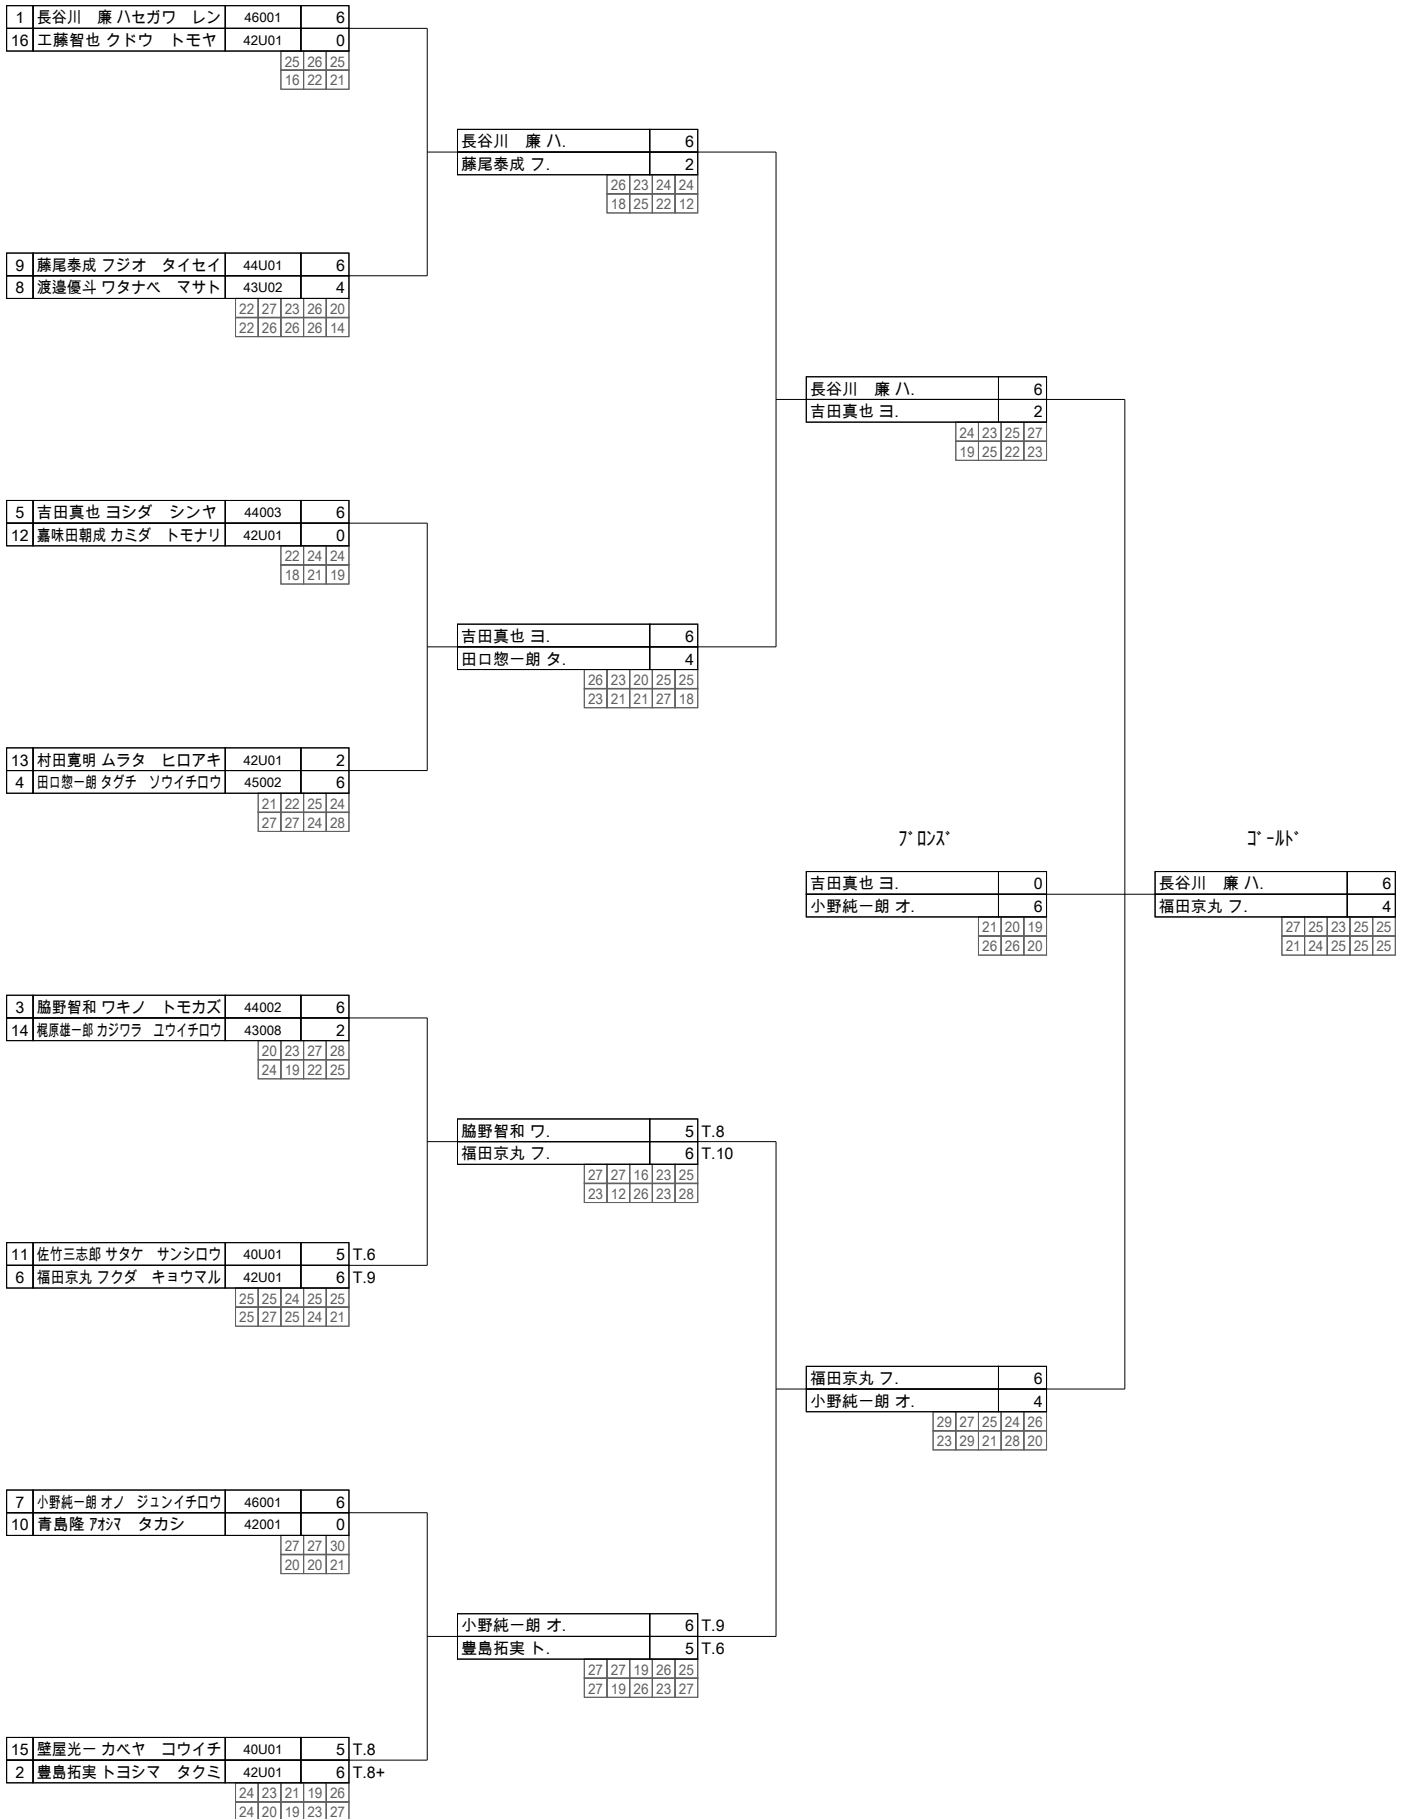 1 長谷川　廉 ハセガワ　レン 46001 6
16 工藤智也 クドウ　トモヤ 42U01 0
25 26 25
16 22 21
長谷川　廉 ハ. 6
藤尾泰成 フ. 2
26 23 24 24
18 25 22 12
9 藤尾泰成 フジオ　タイセイ 44U01 6
8 渡邉優斗 ワタナベ　マサト 43U02 4
22 27 23 26 20
22 26 26 26 14
長谷川　廉 ハ. 6
吉田真也 ヨ. 2
24 23 25 27
19 25 22 23
5 吉田真也 ヨシダ　シンヤ 44003 6
12 嘉味田朝成 カミダ　トモナリ 42U01 0
22 24 24
18 21 19
吉田真也 ヨ. 6
田口惣一朗 タ. 4
26 23 20 25 25
23 21 21 27 18
13 村田寛明 ムラタ　ヒロアキ 42U01 2
4 田口惣一朗 タグチ　ソウイチロウ 45002 6
21 22 25 24
27 27 24 28
ﾌﾞﾛﾝｽﾞ ｺﾞｰﾙﾄﾞ
吉田真也 ヨ. 0
小野純一朗 オ. 6
21 20 19
26 26 20
長谷川　廉 ハ. 6
福田京丸 フ. 4
27 25 23 25 25
21 24 25 25 25
3 脇野智和 ワキノ　トモカズ 44002 6
14 梶原雄一郎 カジワラ　ユウイチロウ 43008 2
20 23 27 28
24 19 22 25
脇野智和 ワ. 5 T.8
福田京丸 フ. 6 T.10
27 27 16 23 25
23 12 26 23 28
11 佐竹三志郎 サタケ　サンシロウ 40U01 5 T.6
6 福田京丸 フクダ　キョウマル 42U01 6 T.9
25 25 24 25 25
25 27 25 24 21
福田京丸 フ. 6
小野純一朗 オ. 4
29 27 25 24 26
23 29 21 28 20
7 小野純一朗 オノ　ジュンイチロウ 46001 6
10 青島隆 ｱｵｼﾏ　タカシ 42001 0
27 27 30
20 20 21
小野純一朗 オ. 6 T.9
豊島拓実 ト. 5 T.6
27 27 19 26 25
27 19 26 23 27
15 壁屋光一 カベヤ　コウイチ 40U01 5 T.8
2 豊島拓実 トヨシマ　タクミ 42U01 6 T.8+
24 23 21 19 26
24 20 19 23 27